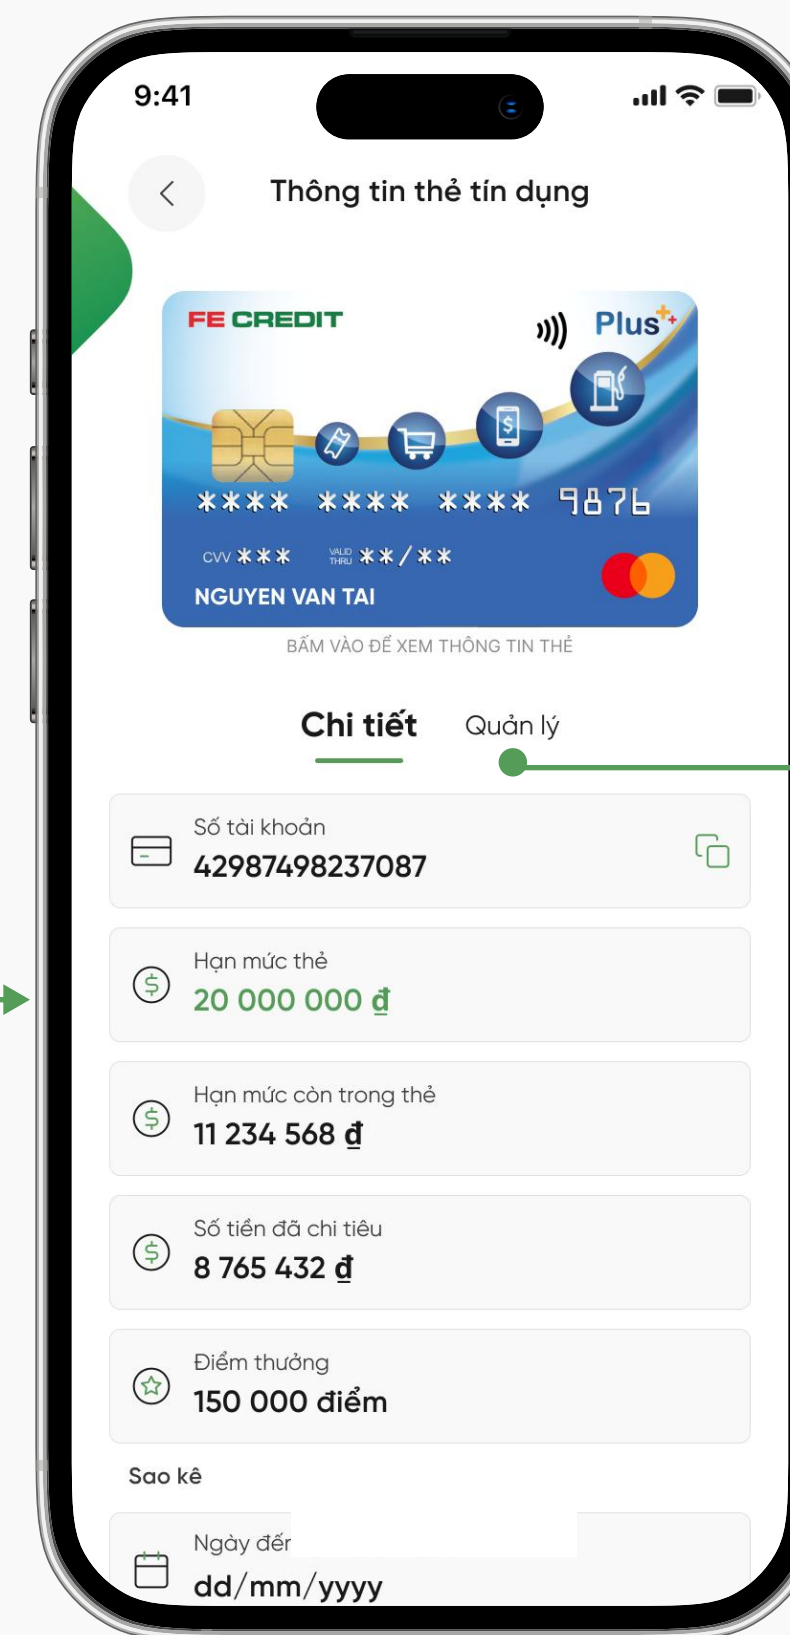 9:41
Thông tin thẻ tín dụng
FE CREDIT
Plus
**** **** **** 9876
CVV *** VALID THRU **/**
NGUYEN VAN TAI
BẤM VÀO ĐỂ XEM THÔNG TIN THẺ
Chi tiết Quản lý
Số tài khoản
42987498237087
Hạn mức thẻ
20 000 000 ₫
Hạn mức còn trong thẻ
11 234 568 ₫
Số tiền đã chi tiêu
8 765 432 ₫
Điểm thưởng
150 000 điểm
Sao kê
Ngày
dd/mm/yyyy